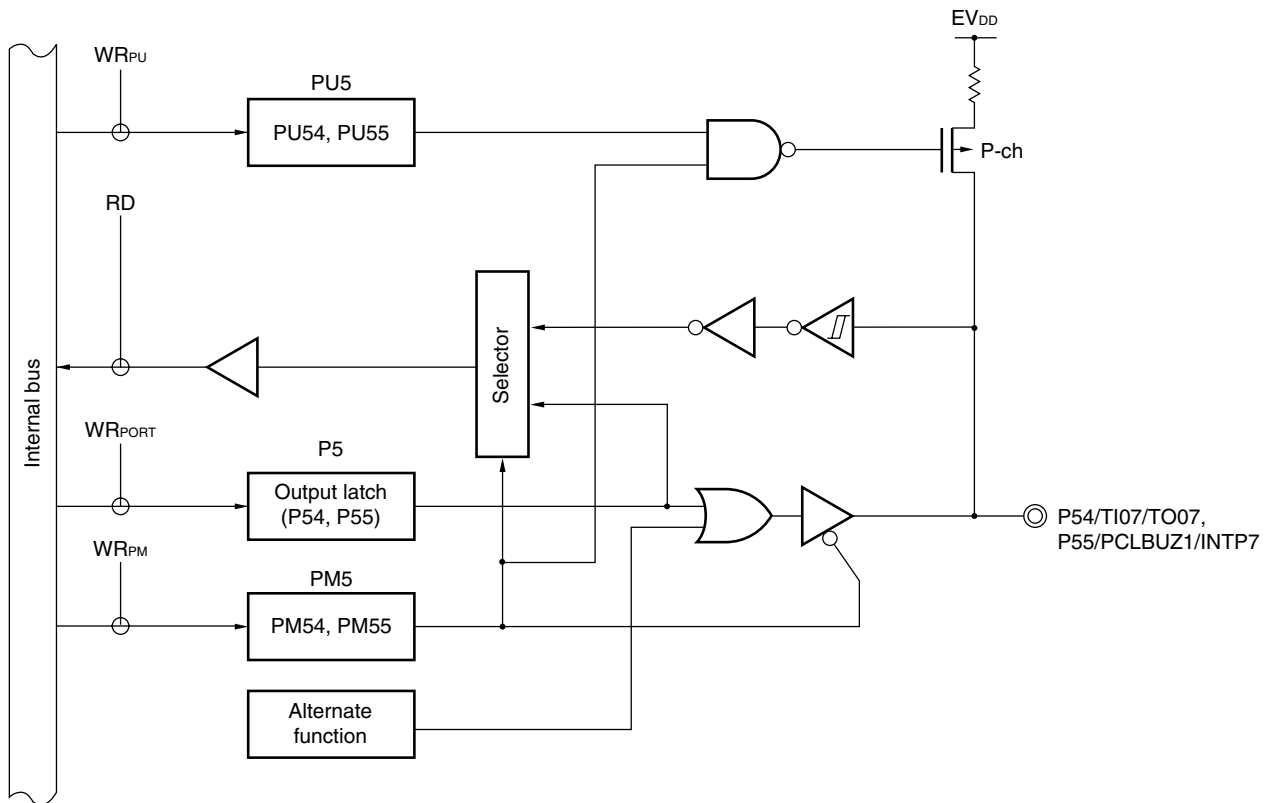 EVDD
WRPU
PU5
PU54, PU55
P-ch
RD
Selector
Internal bus
WRPORT
P5
Output latch
(P54, P55)
P54/TI07/TO07,
P55/PCLBUZ1/INTP7
WRPM
PM5
PM54, PM55
Alternate
function